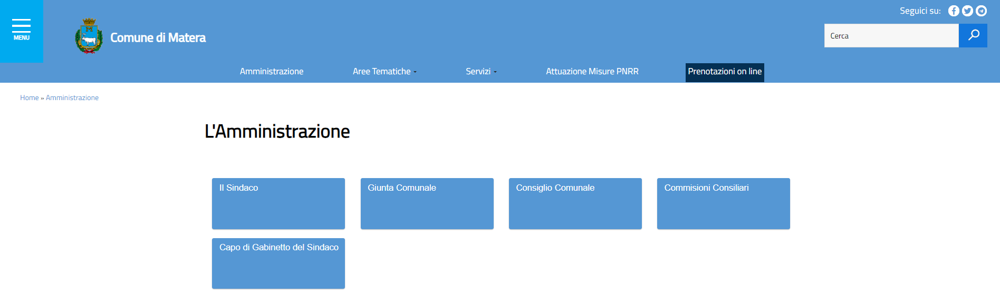 Seguici su:
MENU
Comune di Matera
Cerca
Amministrazione Aree Tematiche Servizi Attuazione Misure PNRR Prenotazioni on line
Home » Amministrazione
L'Amministrazione
Il Sindaco Giunta Comunale Consiglio Comunale Commisioni Consiliari
Capo di Gabinetto del Sindaco